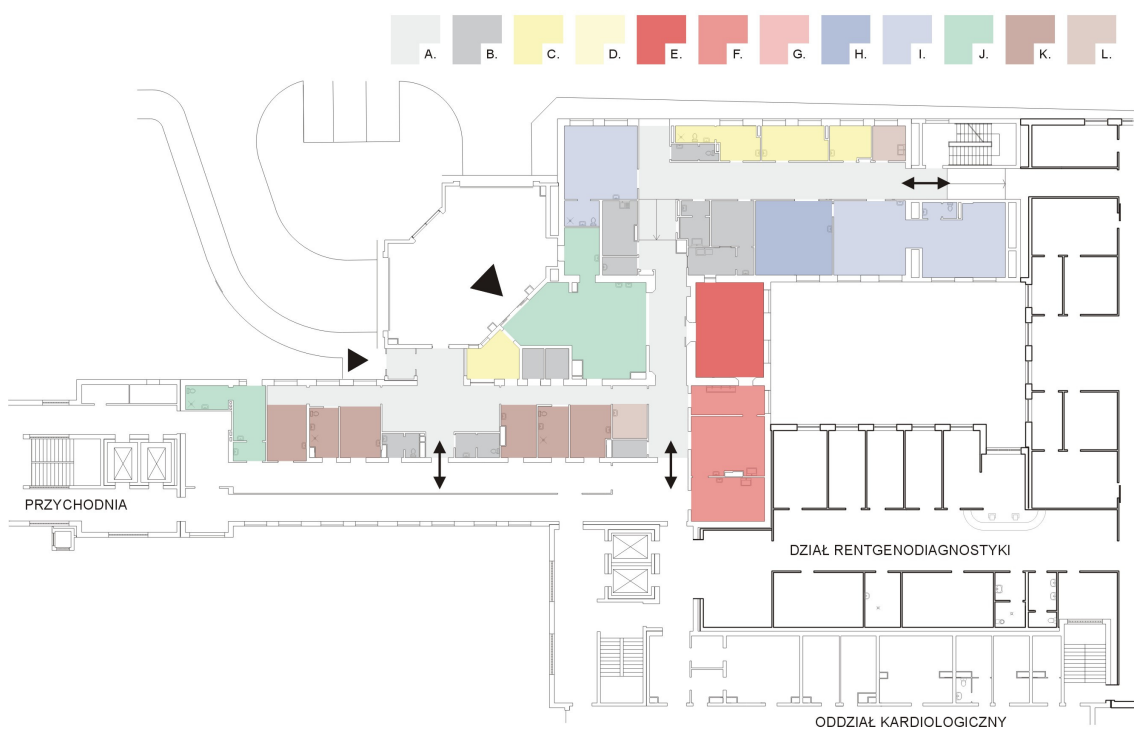 A. B. C. D. E. F. G. H. I. J. K. L.
PRZYCHODNIA
DZIAŁ RENTGENODIAGNOSTYKI
ODDZIAŁ KARDIOLOGICZNY